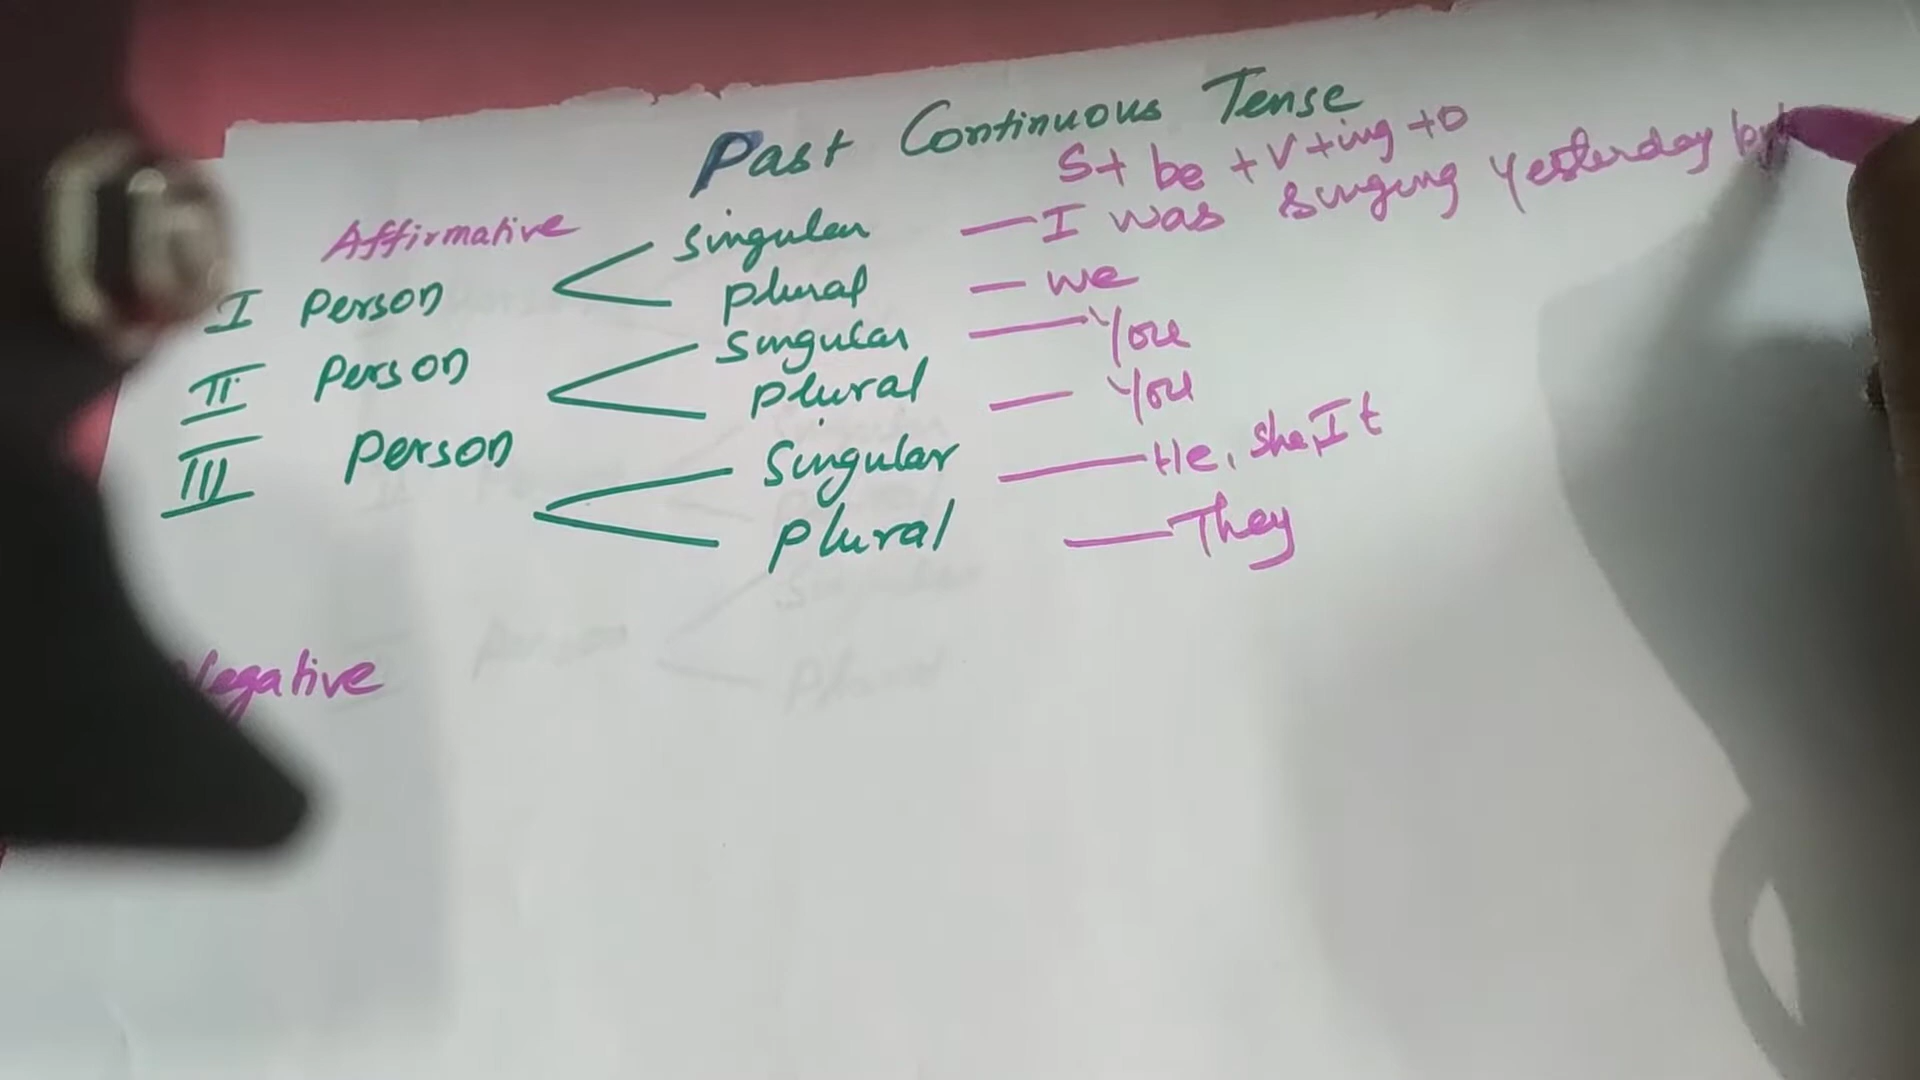 Past Continuous Tense
S + be + V + ing + O
Affirmative
I Person
singular — I was singing yesterday
plural — we
II Person
singular — You
plural — You
III Person
Singular — He, She, It
plural — They
Negative